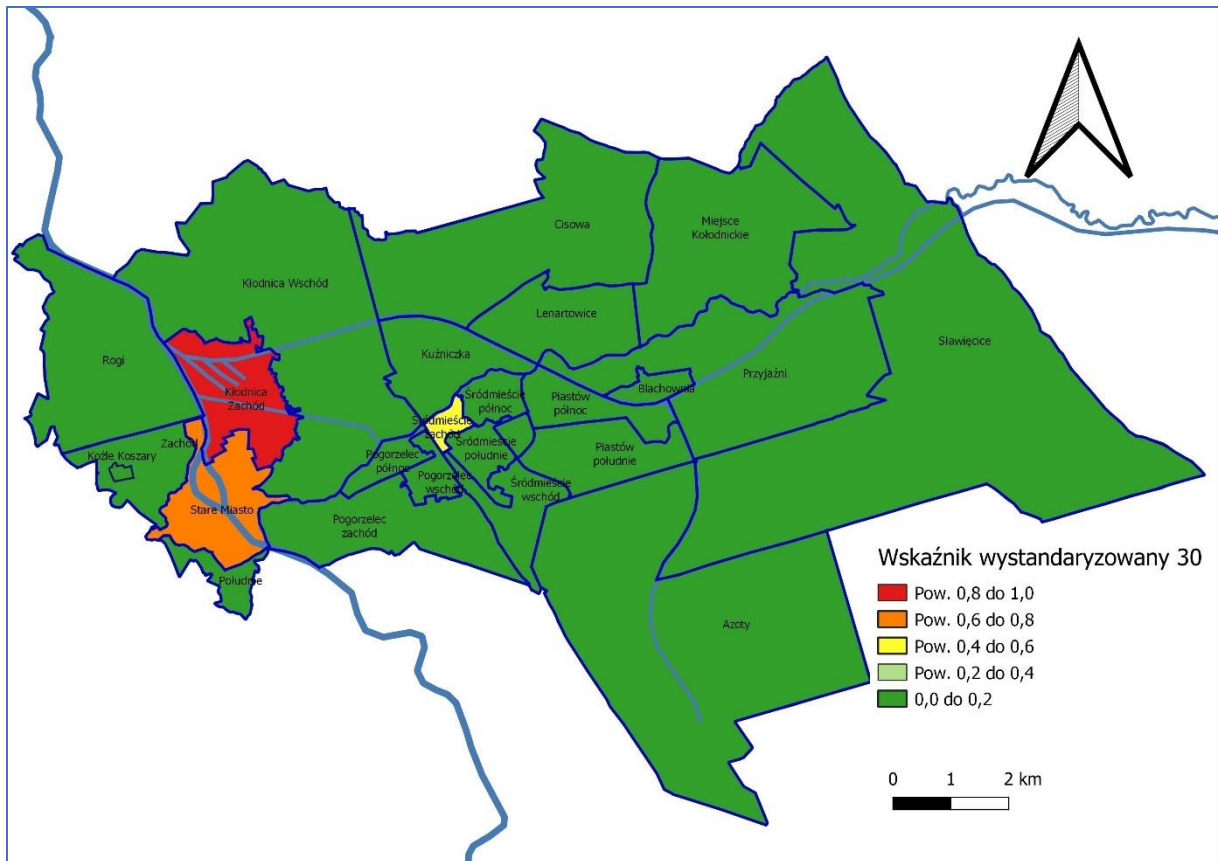 Cisowa
Miejsce
Kołodnickie
Kłodnica Wschód
Lenartowice
Rogi
Kuźniczka
Sławięcice
Przyjaźni
Blachownia
Kłodnica
Zachód
Śródmieście
północ
Piastów
północ
Śródmieście
zachód
Zachód
Śródmieście
południe
Piastów
południe
Koźle Koszary
Pogorzelec
północ
Pogorzelec
wschód
Śródmieście
wschód
Stare Miasto
Pogorzelec
zachód
Południe
Azoty
Wskaźnik wystandaryzowany 30
Pow. 0,8 do 1,0
Pow. 0,6 do 0,8
Pow. 0,4 do 0,6
Pow. 0,2 do 0,4
0,0 do 0,2
0 1 2 km